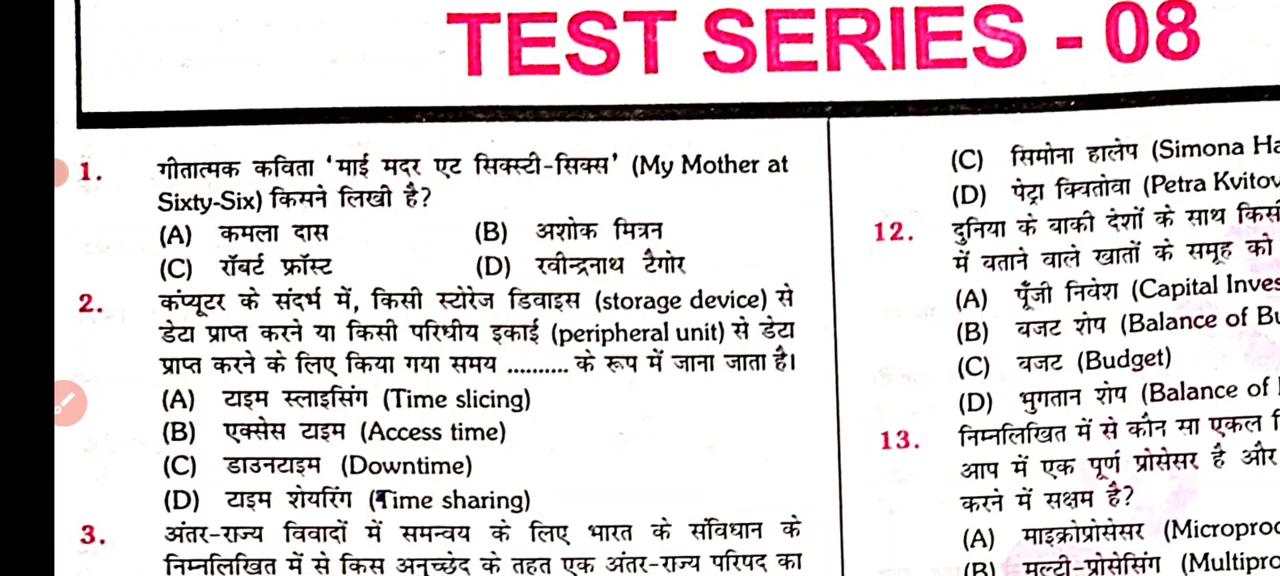 TEST SERIES - 08
1. गीतात्मक कविता 'माई मदर एट सिक्स्टी-सिक्स' (My Mother at
Sixty-Six) किसने लिखी है?
(A) कमला दास (B) अशोक मित्रन
(C) रॉबर्ट फ्रॉस्ट (D) रवीन्द्रनाथ टैगोर
2. कंप्यूटर के संदर्भ में, किसी स्टोरेज डिवाइस (storage device) से
डेटा प्राप्त करने या किसी परिधीय इकाई (peripheral unit) से डेटा
प्राप्त करने के लिए किया गया समय .......... के रूप में जाना जाता है।
(A) टाइम स्लाइसिंग (Time slicing)
(B) एक्सेस टाइम (Access time)
(C) डाउनटाइम (Downtime)
(D) टाइम शेयरिंग (Time sharing)
3. अंतर-राज्य विवादों में समन्वय के लिए भारत के संविधान के
निम्नलिखित में से किस अनुच्छेद के तहत एक अंतर-राज्य परिषद का
(C) सिमोना हालेप (Simona
(D) पेट्रा क्वितोवा (Petra
12. दुनिया के बाकी देशों के साथ
में बताने वाले खातों के समूह को
(A) पूँजी निवेश (Capital
(B) बजट शेष (Balance of
(C) बजट (Budget)
(D) भुगतान शेष (Balance of
13. निम्नलिखित में से कौन सा एकल
आप में एक पूर्ण प्रोसेसर है और
करने में सक्षम है?
(A) माइक्रोप्रोसेसर
(B) मल्टी-प्रोसेसिंग